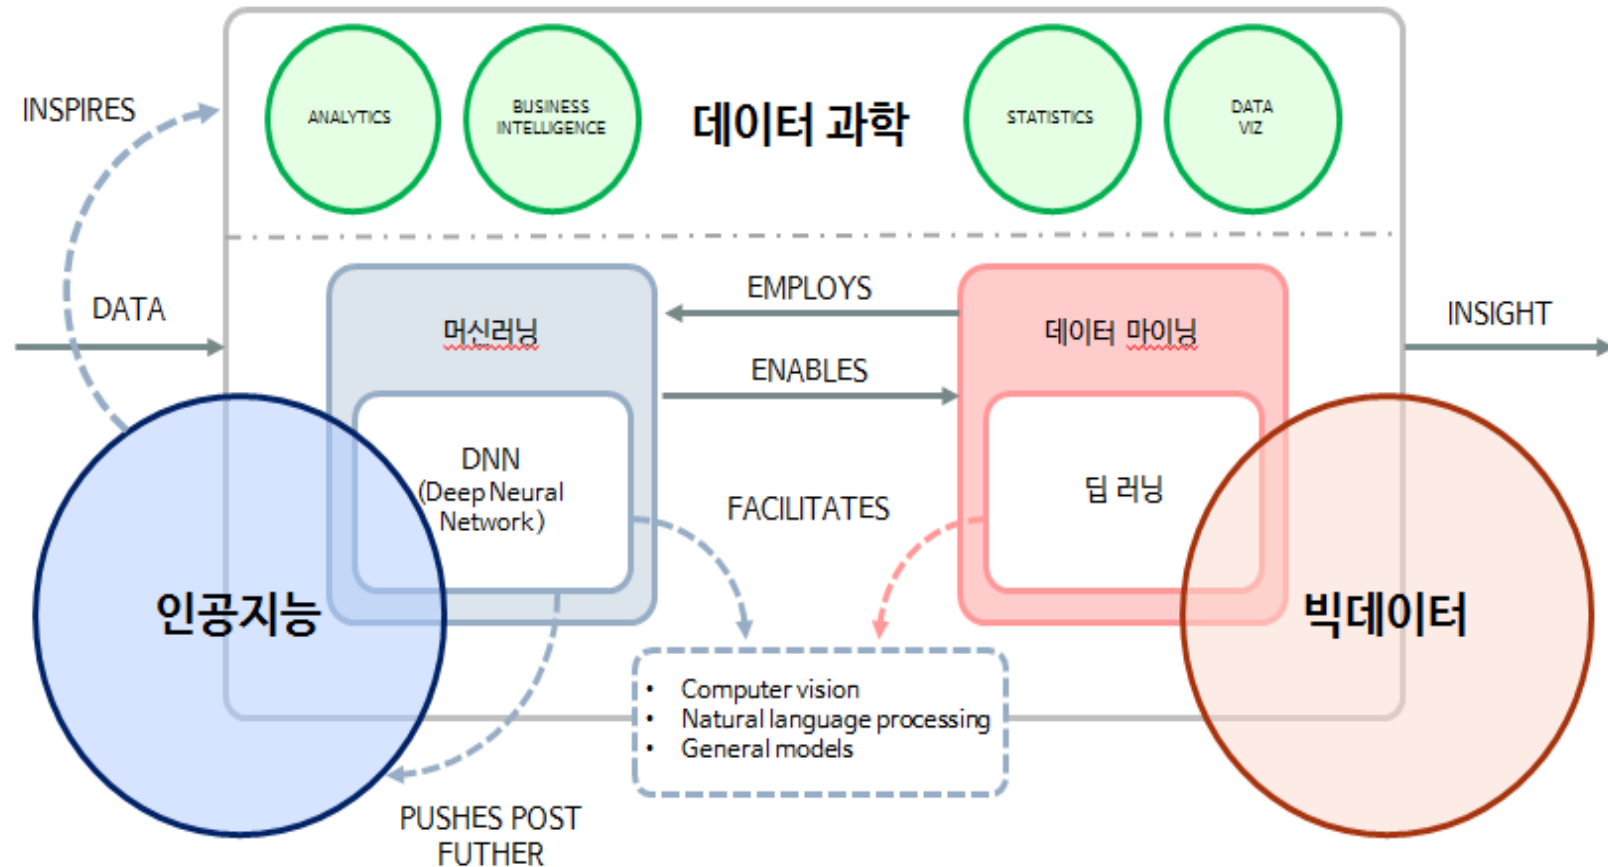 INSPIRES
ANALYTICS
BUSINESS
INTELLIGENCE
데이터 과학
STATISTICS
DATA
VIZ
DATA
머신러닝
EMPLOYS
ENABLES
데이터 마이닝
INSIGHT
DNN
(Deep Neural
Network)
FACILITATES
딥 러닝
인공지능
빅데이터
• Computer vision
• Natural language processing
• General models
PUSHES POST
FUTHER